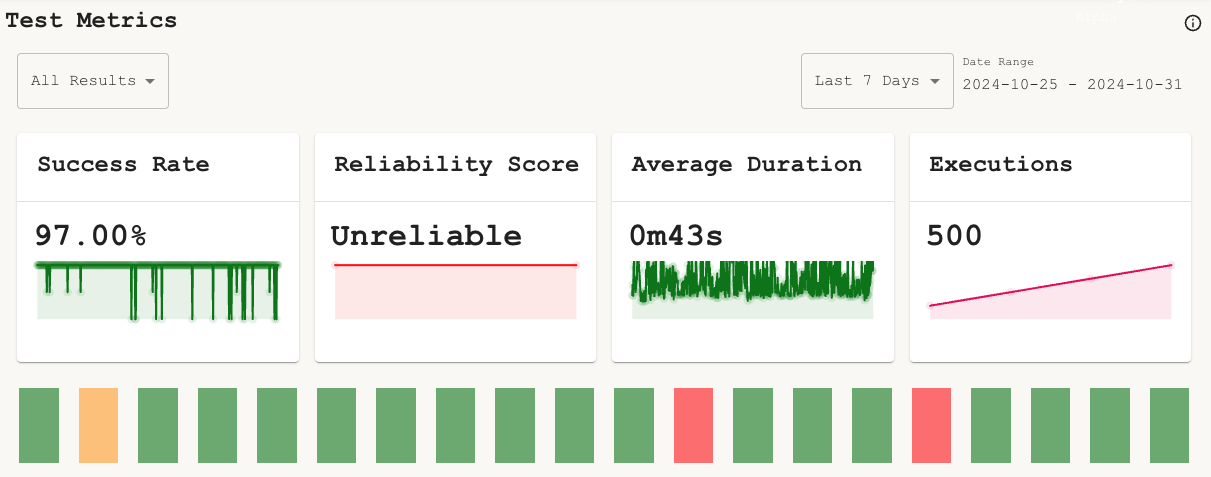 Test Metrics
All Results
Last 7 Days
Date Range
2024-10-25 - 2024-10-31
Success Rate
Reliability Score
Average Duration
Executions
97.00%
Unreliable
0m43s
500